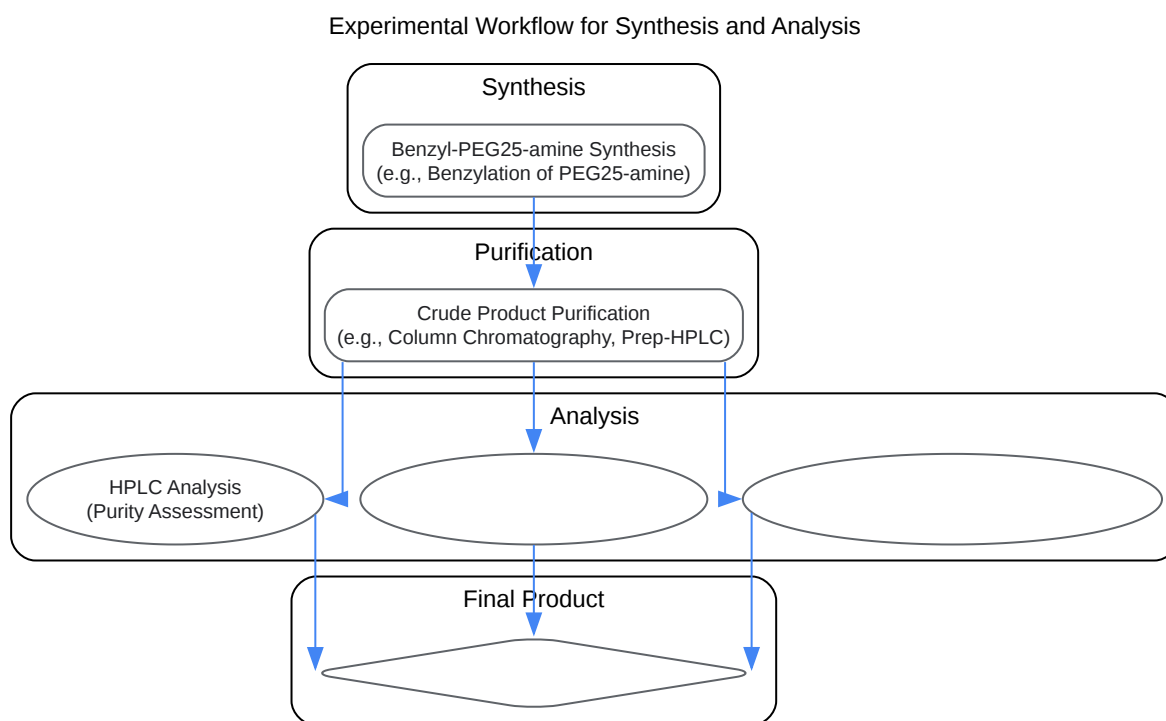 Experimental Workflow for Synthesis and Analysis
Synthesis
Benzyl-PEG25-amine Synthesis
(e.g., Benzylation of PEG25-amine)
Purification
Crude Product Purification
(e.g., Column Chromatography, Prep-HPLC)
Analysis
HPLC Analysis
(Purity Assessment)
Final Product